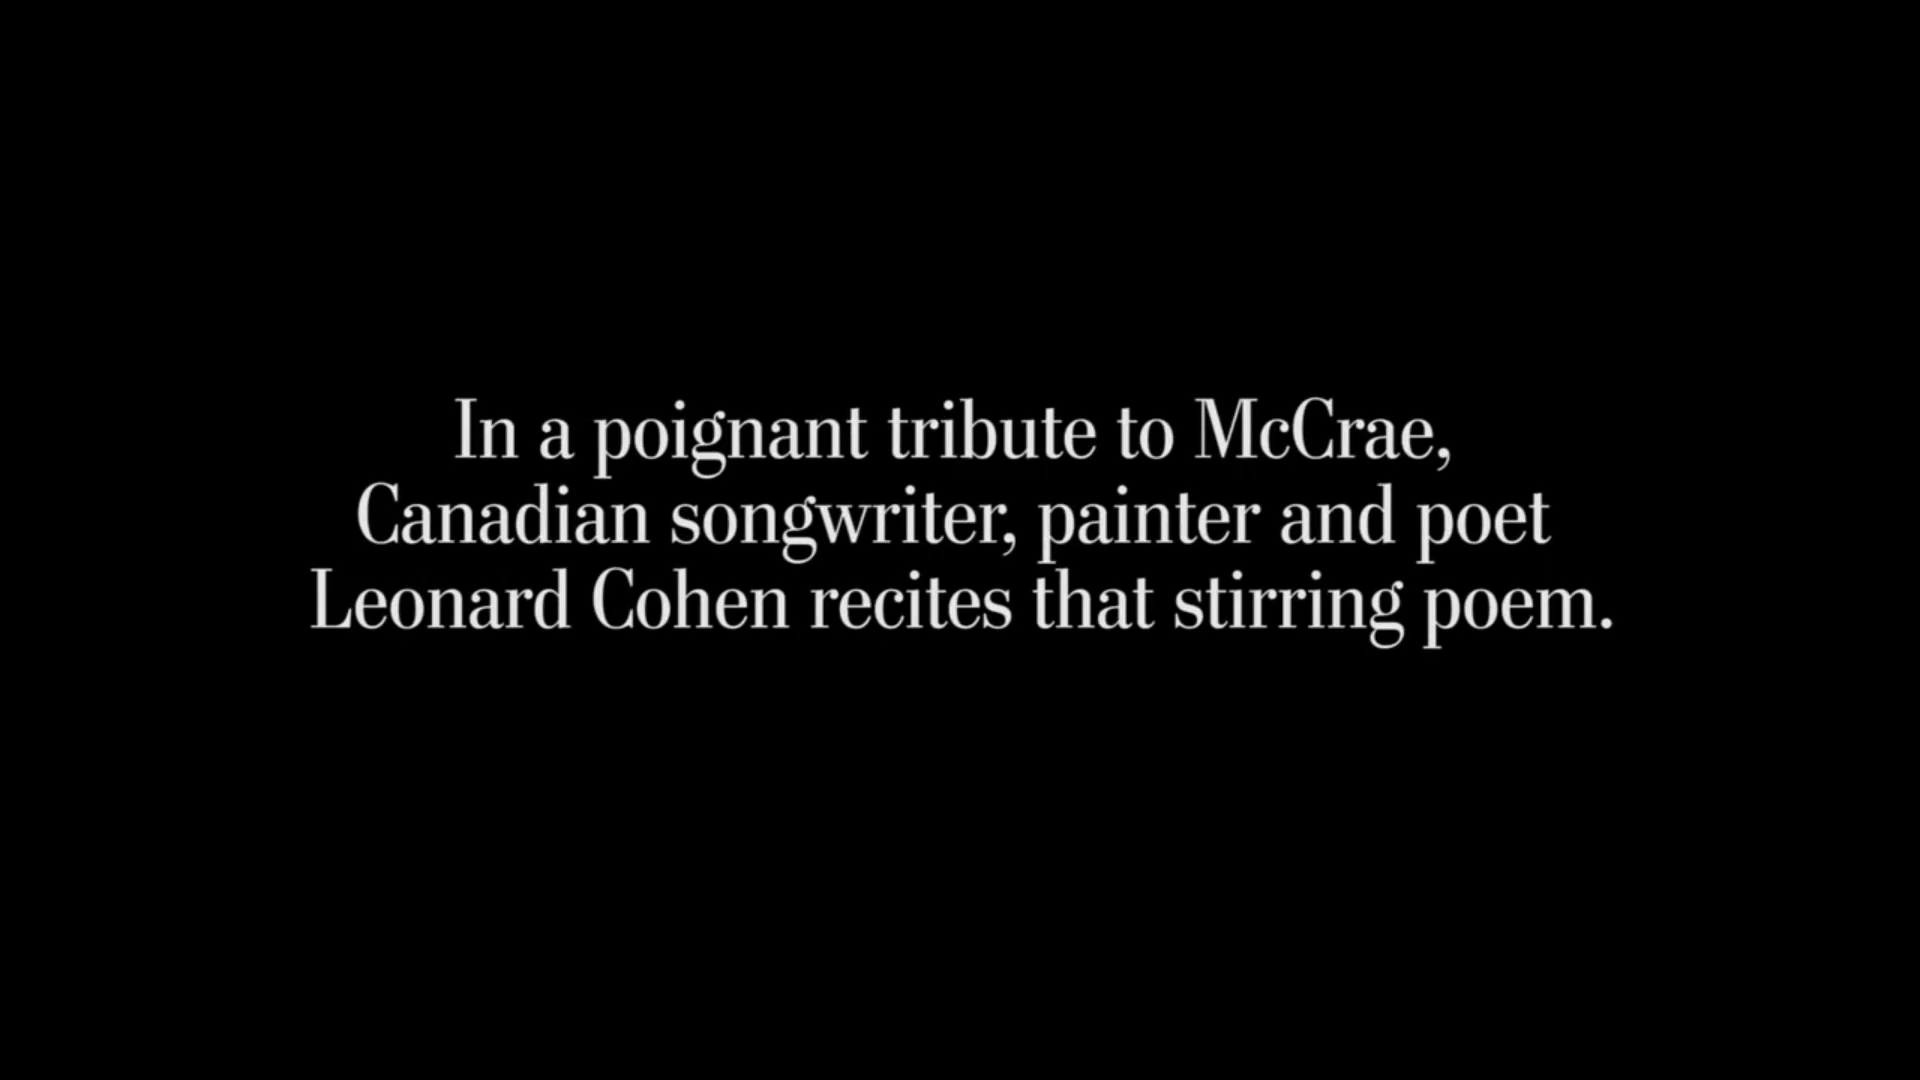 In a poignant tribute to McCrae,
Canadian songwriter, painter and poet
Leonard Cohen recites that stirring poem.